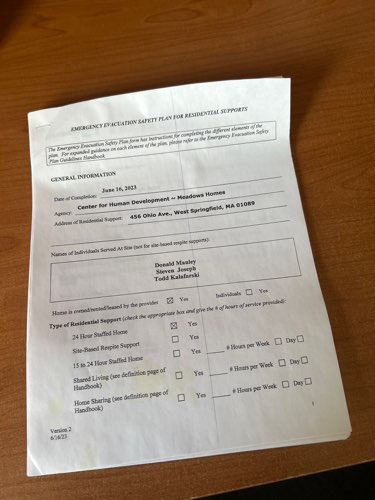 EMERGENCY EVACUATION SAFETY PLAN FOR RESIDENTIAL SUPPORTS
The Emergency Evacuation Safety Plan form has instructions for completing the different elements of the
plan. For expanded guidance on each element of the plan, please refer to the Emergency Evacuation Safety
Plan Guidelines Handbook
GENERAL INFORMATION
Date of Completion: June 16, 2023
Agency: Center for Human Development ~ Meadows Homes
Address of Residential Support: 456 Ohio Ave., West Springfield, MA 01089
Names of Individuals Served At Site (not for site-based respite supports):
Donald Manley
Steven Joseph
Todd Kalafarski
Home is owned/rented/leased by the provider ☒ Yes Individuals ☐ Yes
Type of Residential Support (check the appropriate box and give the # of hours of service provided):
24 Hour Staffed Home ☒ Yes
Site-Based Respite Support ☐ Yes
15 to 24 Hour Staffed Home ☐ Yes ____ # Hours per Week ☐ Day ☐
Shared Living (see definition page of
Handbook) ☐ Yes ____ # Hours per Week ☐ Day ☐
Home Sharing (see definition page of
Handbook) ☐ Yes ____ # Hours per Week ☐ Day ☐
Version 2
6/16/23
1